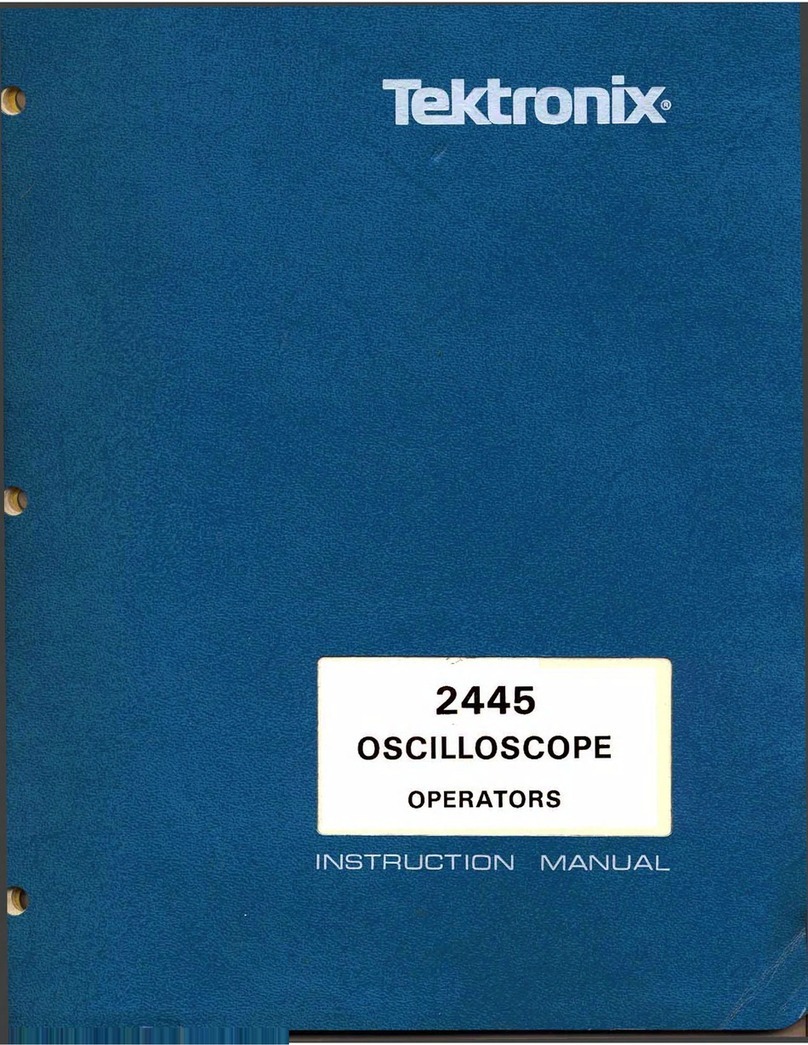 Tektronix®
2445
OSCILLOSCOPE
OPERATORS
INSTRUCTION MANUAL